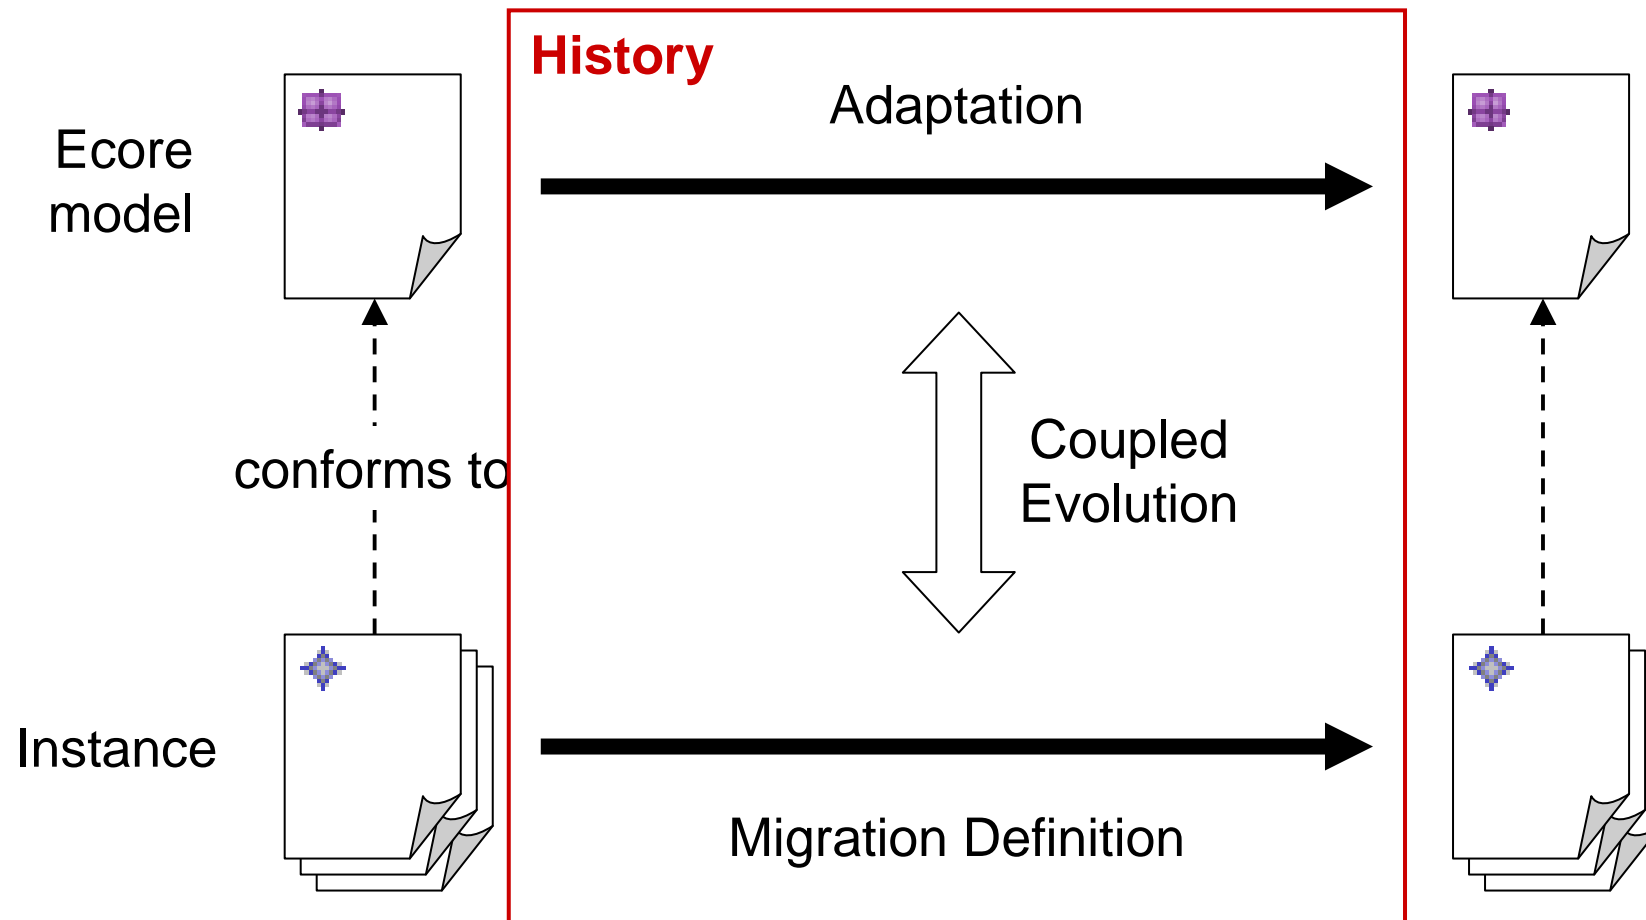 History
Adaptation
Ecore
model
Coupled
Evolution
conforms to
Instance
Migration Definition